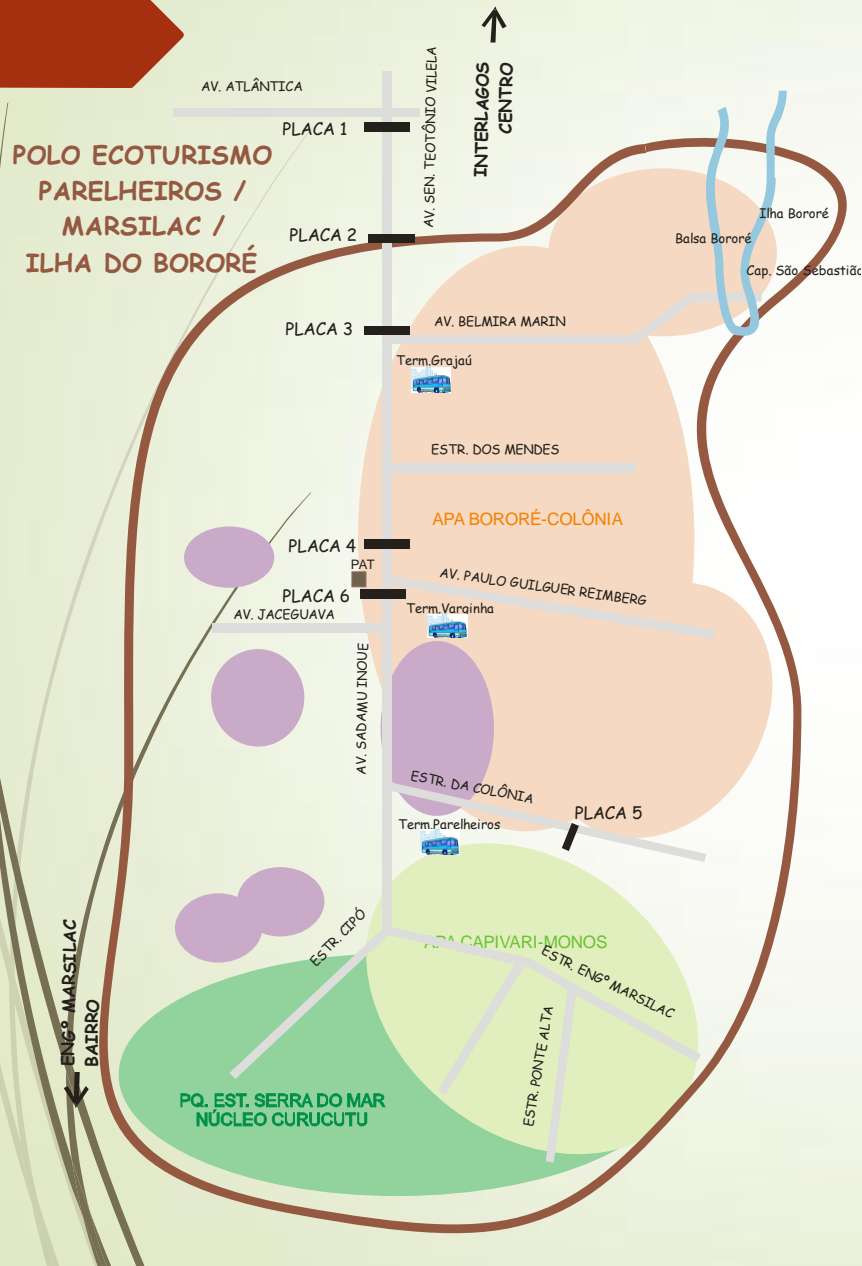 AV. ATLÂNTICA
AV. SEN. TEOTÔNIO VILELA
INTERLAGOS
CENTRO
PLACA 1
POLO ECOTURISMO
PARELHEIROS /
MARSILAC /
ILHA DO BORORÉ
PLACA 2
Ilha Bororé
Balsa Bororé
Cap. São Sebastião
PLACA 3
AV. BELMIRA MARIN
Term.Grajaú
ESTR. DOS MENDES
APA BORORÉ-COLÔNIA
PLACA 4
PAT
AV. PAULO GUILGUER REIMBERG
PLACA 6
Term.Varginha
AV. JACEGUAVA
AV. SADAMU INOUE
ESTR. DA COLÔNIA
PLACA 5
Term.Parelheiros
ESTR. CIPÓ
APA CAPIVARI-MONOS
ESTR. ENGº MARSILAC
ENGº MARSILAC
BAIRRO
ESTR. PONTE ALTA
PQ. EST. SERRA DO MAR
NÚCLEO CURUCUTU